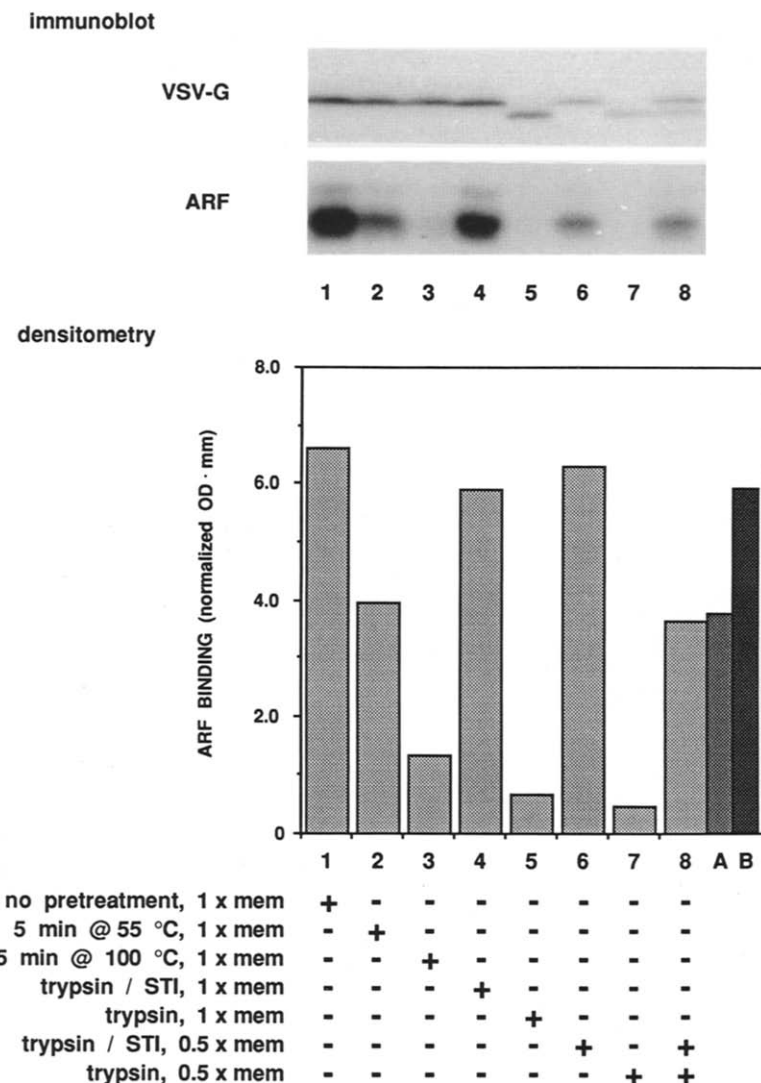 immunoblot
VSV-G
ARF
1 2 3 4 5 6 7 8
densitometry
8.0
6.0
4.0
2.0
0
ARF BINDING (normalized OD · mm)
1 2 3 4 5 6 7 8 A B
no pretreatment, 1 x mem + - - - - - - -
5 min @ 55 °C, 1 x mem - + - - - - - -
5 min @ 100 °C, 1 x mem - - + - - - - -
trypsin / STI, 1 x mem - - - + - - - -
trypsin, 1 x mem - - - - + - - -
trypsin / STI, 0.5 x mem - - - - - + - +
trypsin, 0.5 x mem - - - - - - + +